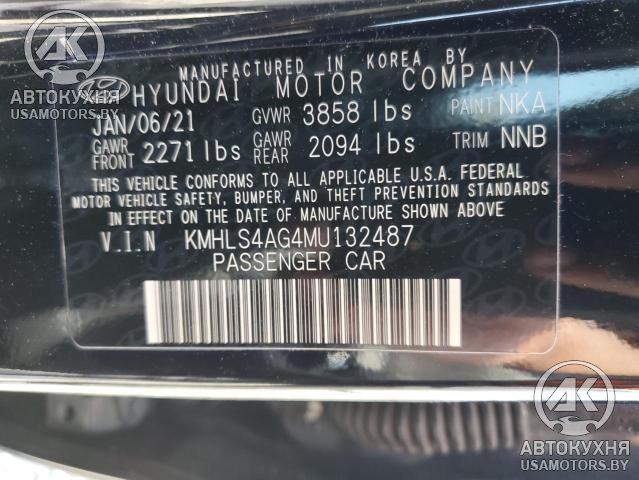 MANUFACTURED IN KOREA BY
HYUNDAI MOTOR COMPANY
JAN/06/21 GVWR 3858 lbs PAINT NKA
GAWR FRONT 2271 lbs GAWR REAR 2094 lbs TRIM NNB
THIS VEHICLE CONFORMS TO ALL APPLICABLE U.S.A. FEDERAL
MOTOR VEHICLE SAFETY, BUMPER, AND THEFT PREVENTION STANDARDS
IN EFFECT ON THE DATE OF MANUFACTURE SHOWN ABOVE
V.I.N KMHLS4AG4MU132487
PASSENGER CAR
АК
АВТОКУХНЯ
USAMOTORS.BY
АК
АВТОКУХНЯ
USAMOTORS.BY